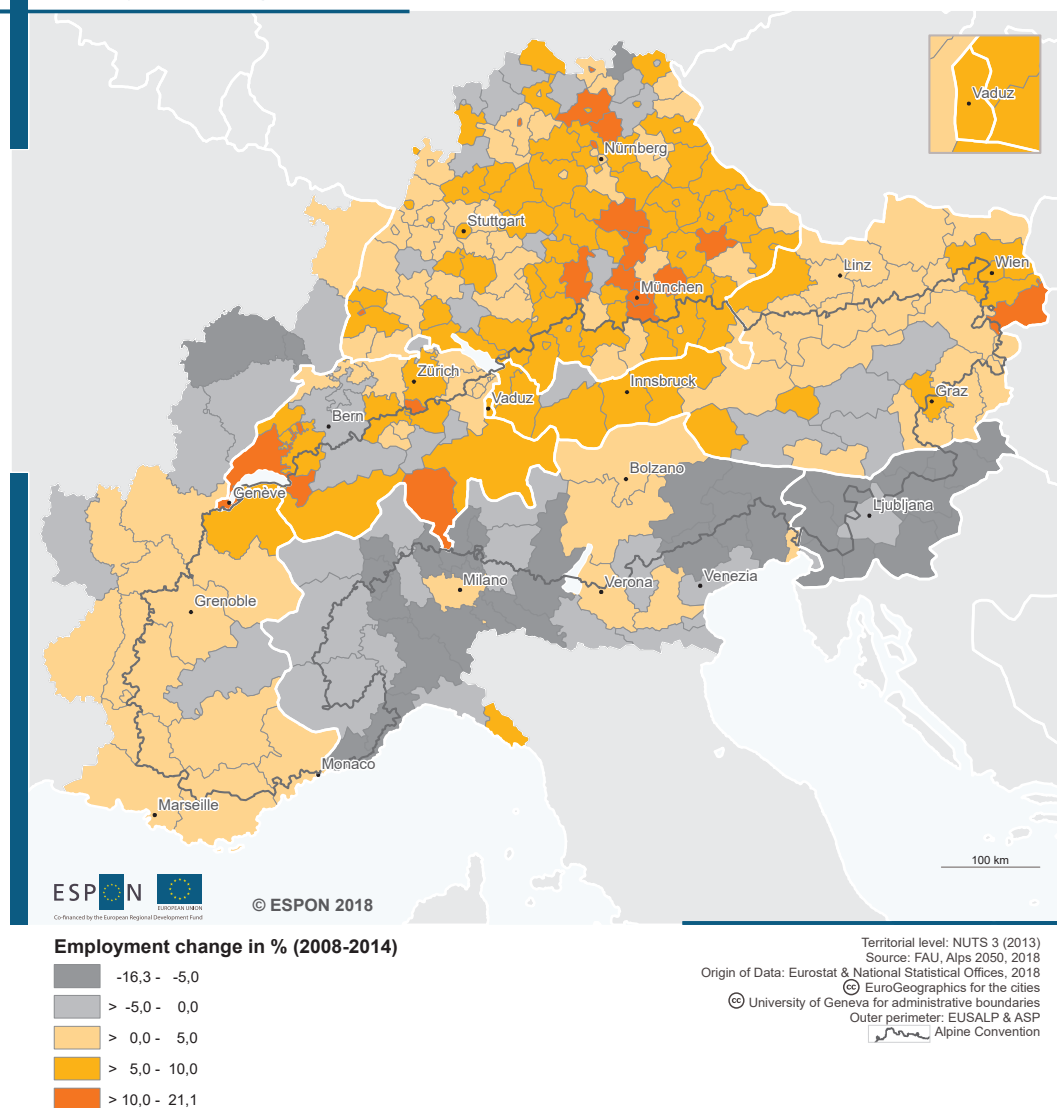 Vaduz
Nürnberg
Stuttgart
Linz
Wien
München
Zürich
Innsbruck
Vaduz
Graz
Bern
Bolzano
Genève
Ljubljana
Milano
Verona
Venezia
Grenoble
Monaco
Marseille
100 km
ESPON
EUROPEAN UNION
Co-financed by the European Regional Development Fund
© ESPON 2018
Employment change in % (2008-2014)
-16,3 - -5,0
> -5,0 - 0,0
> 0,0 - 5,0
> 5,0 - 10,0
> 10,0 - 21,1
Territorial level: NUTS 3 (2013)
Source: FAU, Alps 2050, 2018
Origin of Data: Eurostat & National Statistical Offices, 2018
cc EuroGeographics for the cities
cc University of Geneva for administrative boundaries
Outer perimeter: EUSALP & ASP
Alpine Convention